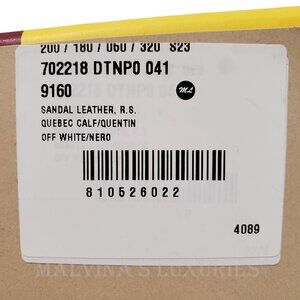 200 / 180 / 060 / 320 S23
702218 DTNP0 041
9160
ML
SANDAL LEATHER, R.S.
QUEBEC CALF/QUENTIN
OFF WHITE/NERO
810526022
4089
MALVINA'S LUXURIES